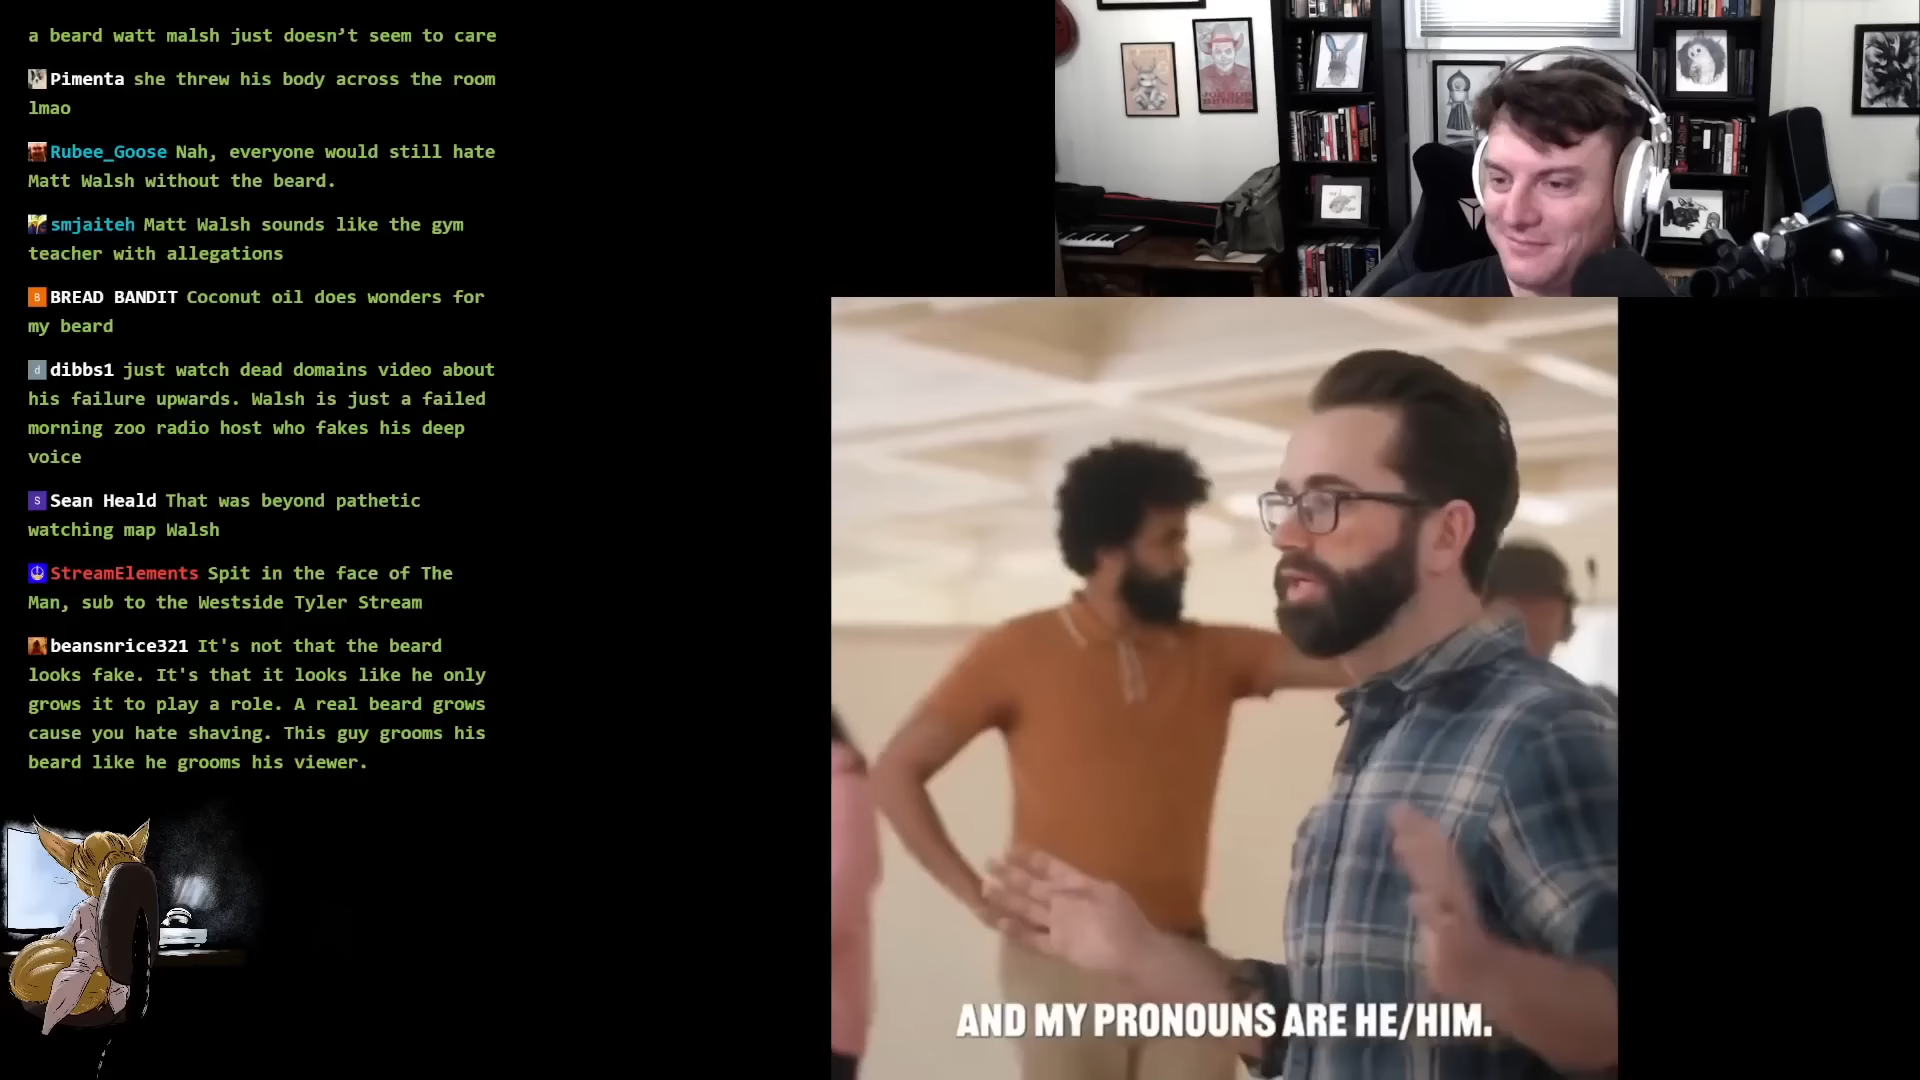 a beard watt malsh just doesn’t seem to care
Pimenta she threw his body across the room
lmao
Rubee_Goose Nah, everyone would still hate
Matt Walsh without the beard.
smjaiteh Matt Walsh sounds like the gym
teacher with allegations
B BREAD BANDIT Coconut oil does wonders for
my beard
d dibbs1 just watch dead domains video about
his failure upwards. Walsh is just a failed
morning zoo radio host who fakes his deep
voice
S Sean Heald That was beyond pathetic
watching map Walsh
StreamElements Spit in the face of The
Man, sub to the Westside Tyler Stream
beansnrice321 It's not that the beard
looks fake. It's that it looks like he only
grows it to play a role. A real beard grows
cause you hate shaving. This guy grooms his
beard like he grooms his viewer.
AND MY PRONOUNS ARE HE/HIM.